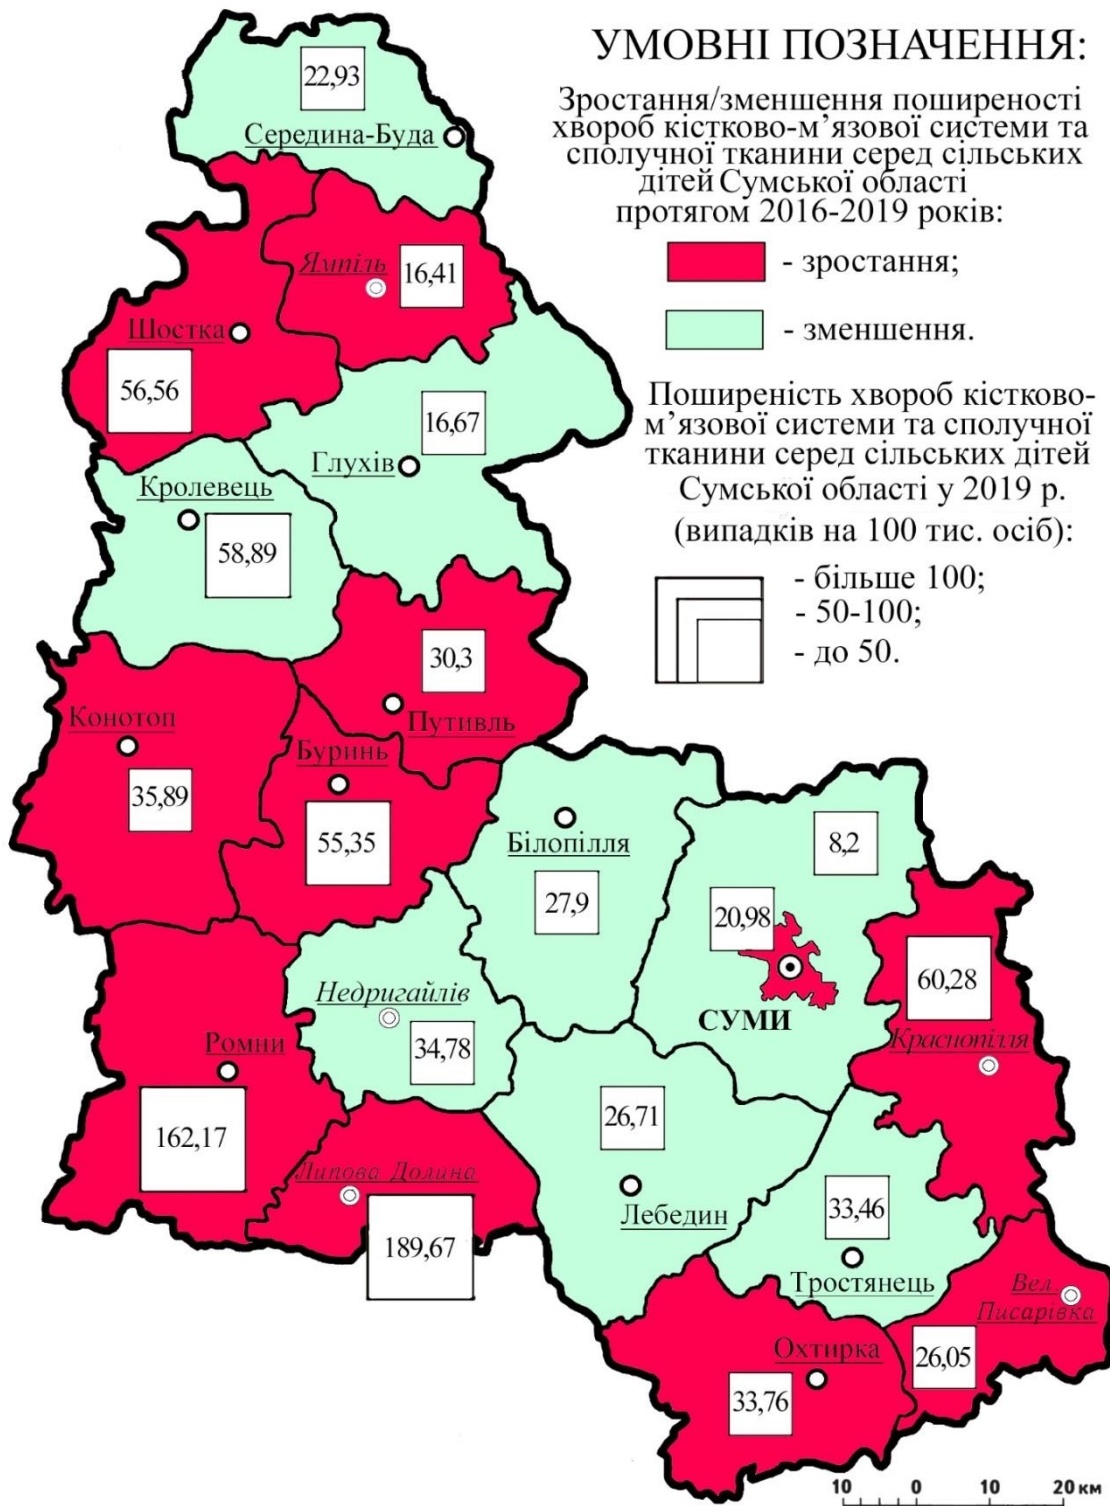 УМОВНІ ПОЗНАЧЕННЯ:
Зростання/зменшення поширеності
хвороб кістково-м’язової системи та
сполучної тканини серед сільських
дітей Сумської області
протягом 2016-2019 років:
- зростання;
- зменшення.
Поширеність хвороб кістково-
м’язової системи та сполучної
тканини серед сільських дітей
Сумської області у 2019 р.
(випадків на 100 тис. осіб):
- більше 100;
- 50-100;
- до 50.
22,93
Середина-Буда
Ямпіль
16,41
Шостка
56,56
16,67
Глухів
Кролевець
58,89
30,3
Путивль
Конотоп
35,89
Буринь
55,35
Білопілля
27,9
8,2
20,98
СУМИ
60,28
Краснопілля
Недригайлів
34,78
Ромни
162,17
Липова Долина
189,67
26,71
Лебедин
33,46
Тростянець
Вел.
Писарівка
26,05
Охтирка
33,76
10 0 10 20 км